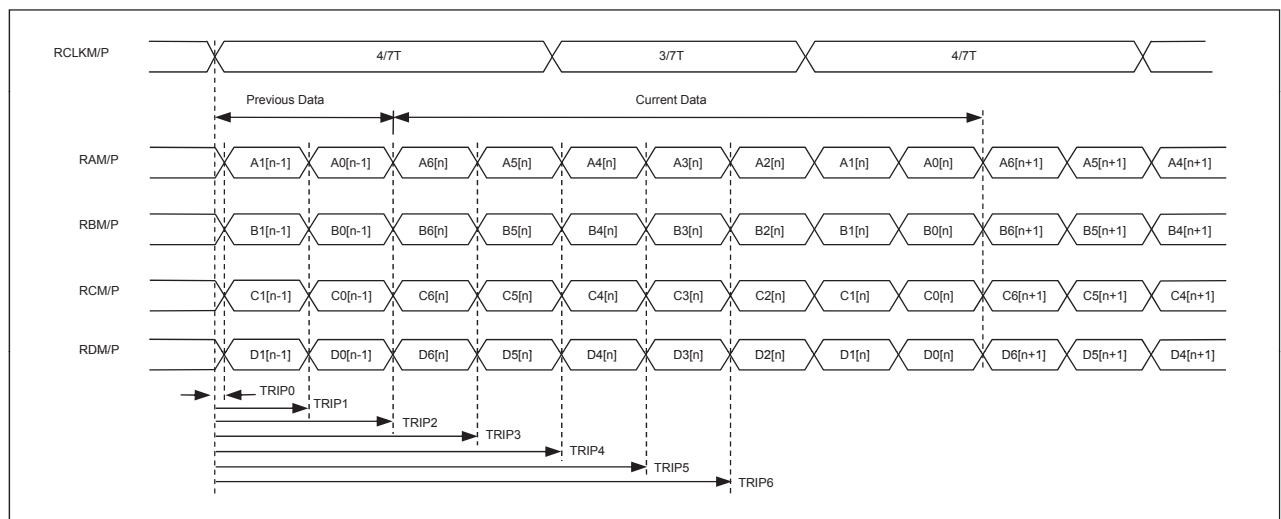 RCLKM/P 4/7T 3/7T 4/7T
Previous Data Current Data
RAM/P A1[n-1] A0[n-1] A6[n] A5[n] A4[n] A3[n] A2[n] A1[n] A0[n] A6[n+1] A5[n+1] A4[n+1]
RBM/P B1[n-1] B0[n-1] B6[n] B5[n] B4[n] B3[n] B2[n] B1[n] B0[n] B6[n+1] B5[n+1] B4[n+1]
RCM/P C1[n-1] C0[n-1] C6[n] C5[n] C4[n] C3[n] C2[n] C1[n] C0[n] C6[n+1] C5[n+1] C4[n+1]
RDM/P D1[n-1] D0[n-1] D6[n] D5[n] D4[n] D3[n] D2[n] D1[n] D0[n] D6[n+1] D5[n+1] D4[n+1]
TRIP0
TRIP1
TRIP2
TRIP3
TRIP4
TRIP5
TRIP6